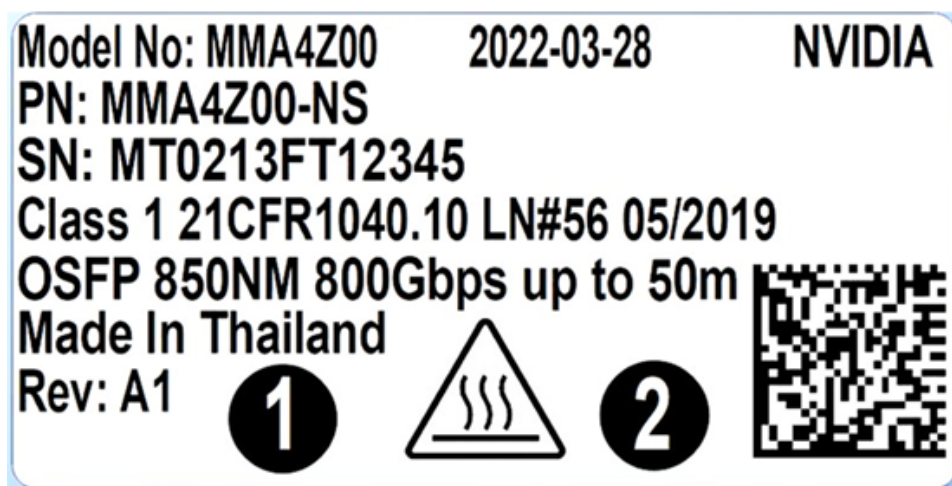 Model No: MMA4Z00 2022-03-28 NVIDIA
PN: MMA4Z00-NS
SN: MT0213FT12345
Class 1 21CFR1040.10 LN#56 05/2019
OSFP 850NM 800Gbps up to 50m
Made In Thailand
Rev: A1
1 2